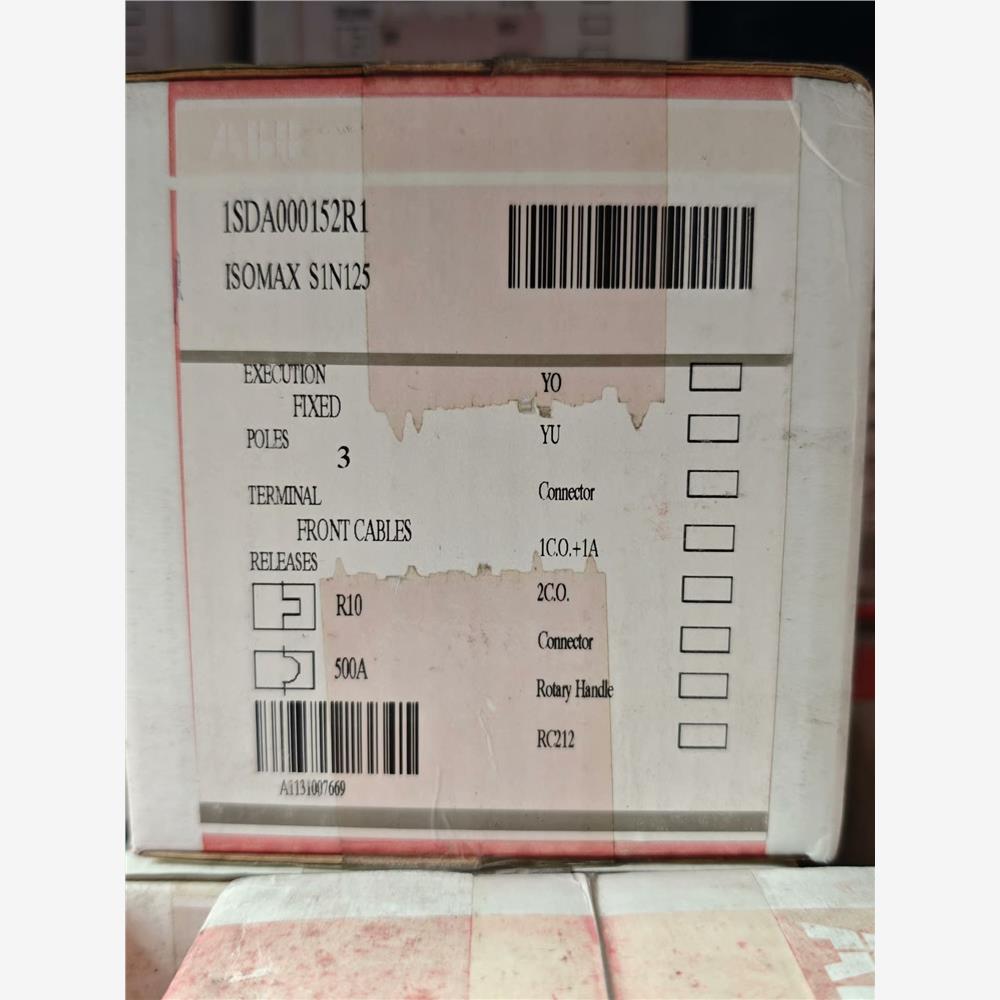 ABB
1SDA000152R1
ISOMAX S1N125
EXECUTION
FIXED
POLES
3
TERMINAL
FRONT CABLES
RELEASES
R10
500A
A1131007669
YO
YU
Connector
1C.O.+1A
2C.O.
Connector
Rotary Handle
RC212